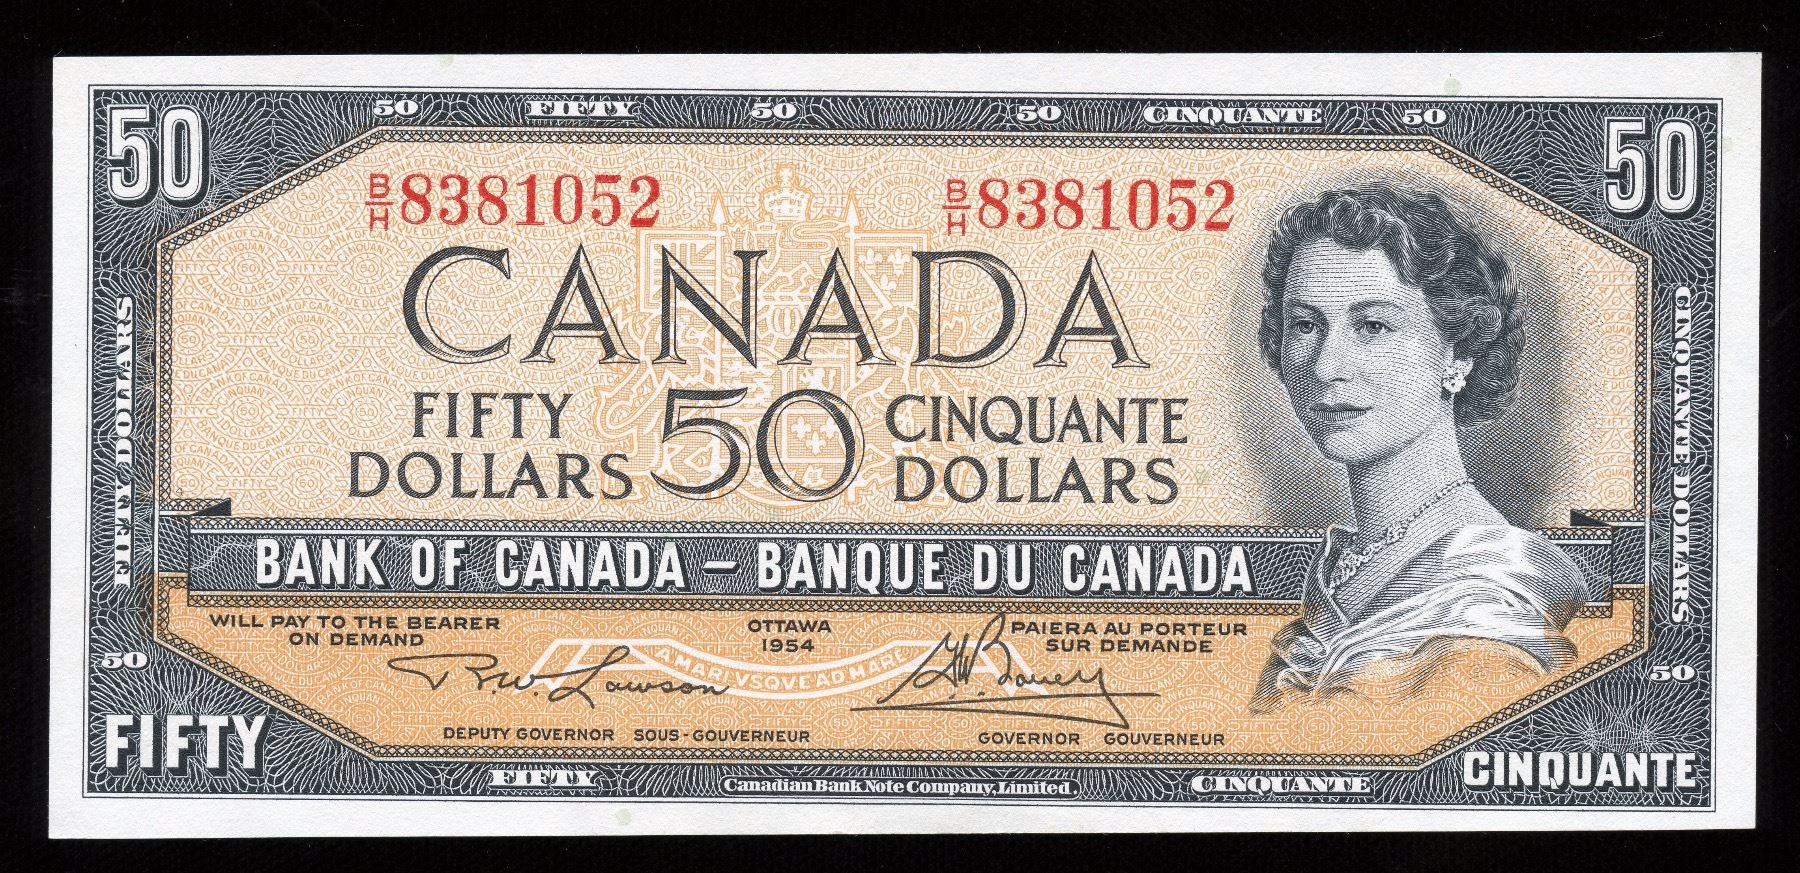 50 FIFTY 50 50 CINQUANTE 50
50 50
B/H 8381052 B/H 8381052
CANADA
FIFTY DOLLARS
50
CINQUANTE DOLLARS
FIFTY DOLLARS
CINQUANTE DOLLARS
BANK OF CANADA – BANQUE DU CANADA
WILL PAY TO THE BEARER
ON DEMAND
OTTAWA
1954
PAIERA AU PORTEUR
SUR DEMANDE
A MARI VSQVE AD MARE
50 50
DEPUTY GOVERNOR SOUS-GOUVERNEUR
GOVERNOR GOUVERNEUR
FIFTY CINQUANTE
FIFTY Canadian Bank Note Company, Limited. CINQUANTE